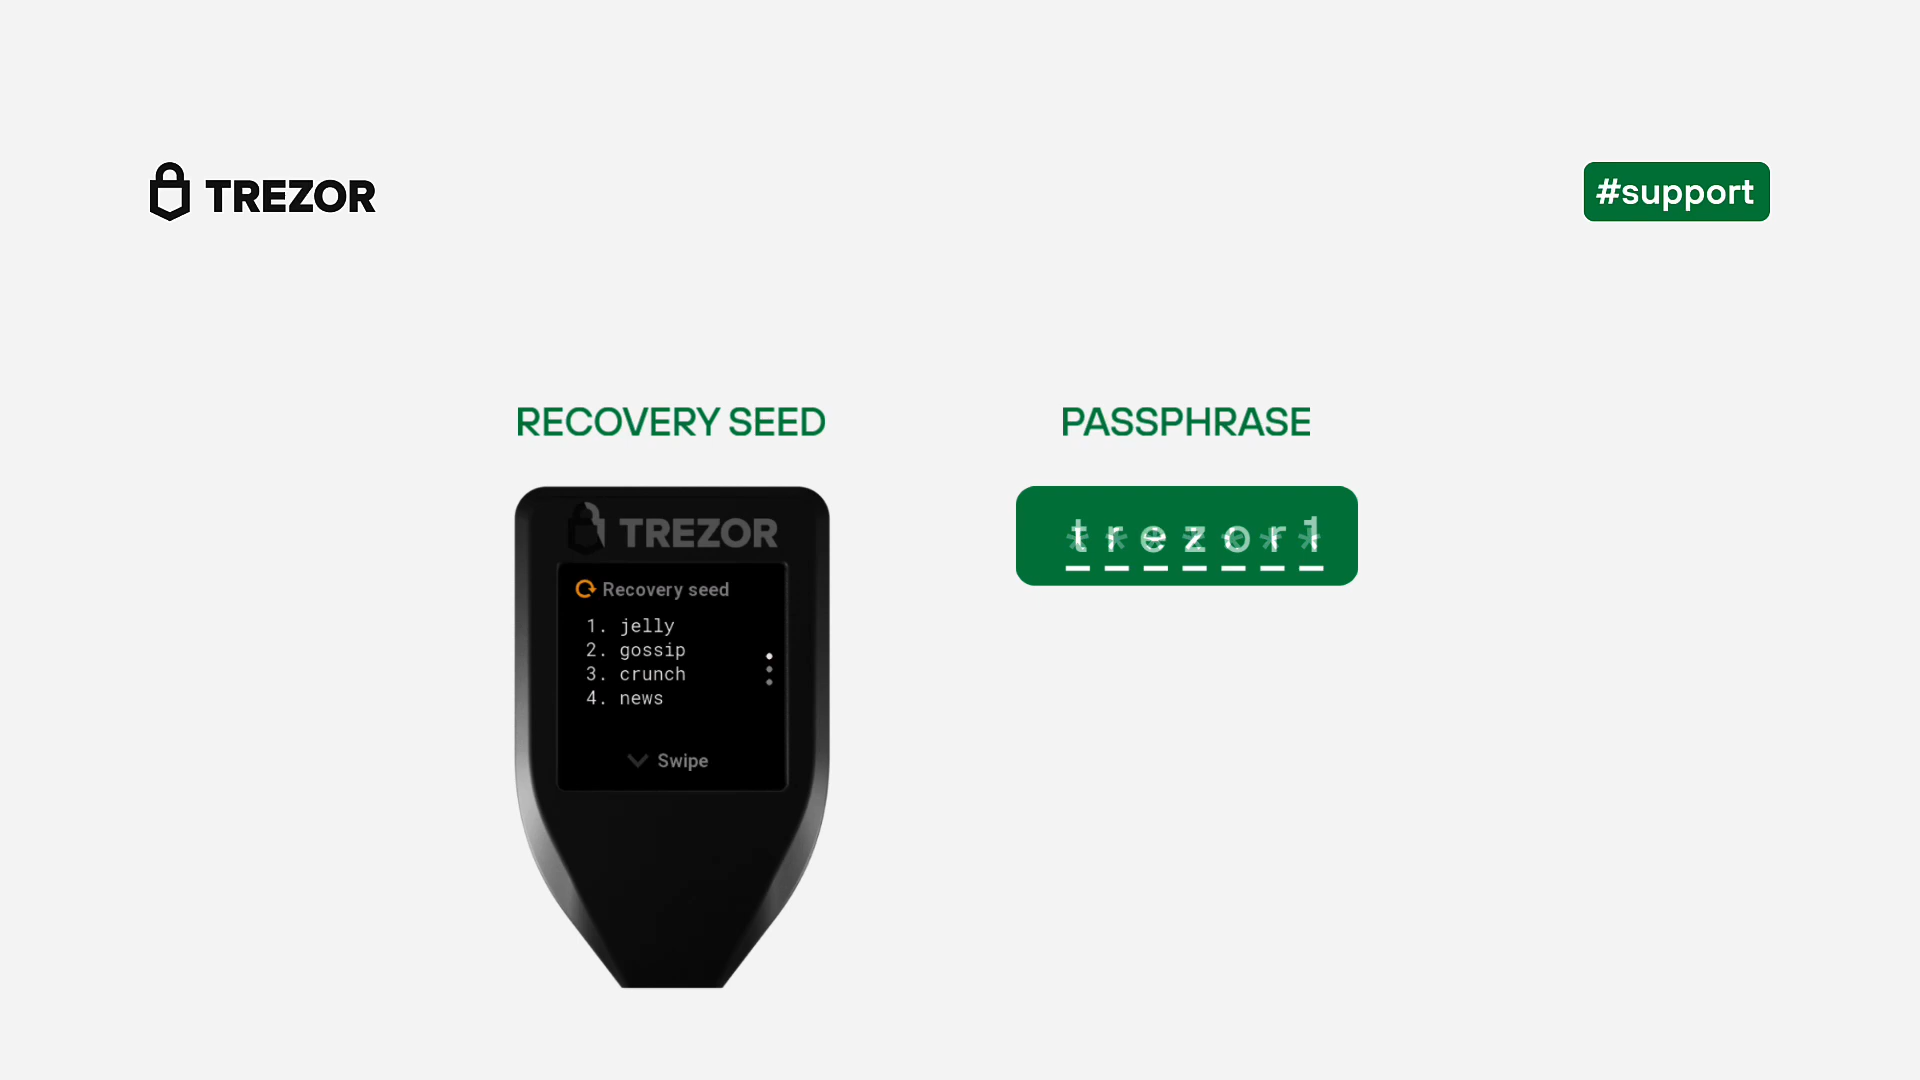 TREZOR
#support
RECOVERY SEED
PASSPHRASE
TREZOR
trezor1
Recovery seed
1. jelly
2. gossip
3. crunch
4. news
Swipe